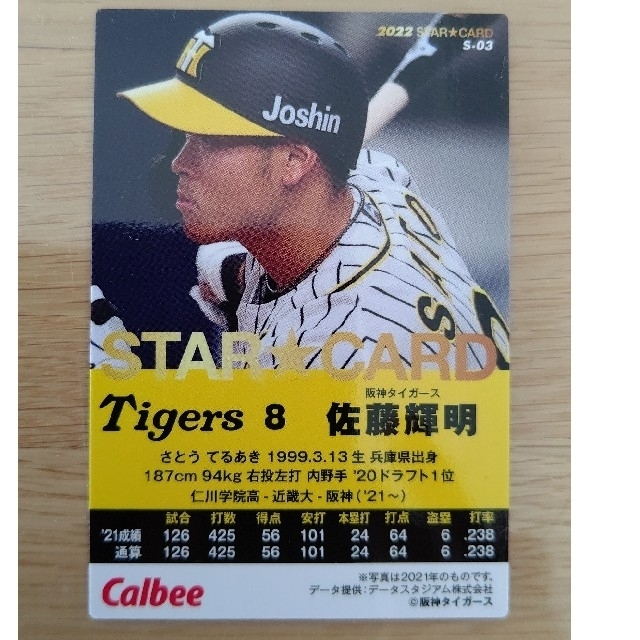 2022 STAR★CARD
S-03
Joshin
SATO
STAR★CARD
阪神タイガース
Tigers 8 佐藤輝明
さとう てるあき 1999.3.13 生 兵庫県出身
187cm 94kg 右投左打 内野手 '20ドラフト1位
仁川学院高 - 近畿大 - 阪神('21〜)
試合 打数 得点 安打 本塁打 打点 盗塁 打率
'21成績 126 425 56 101 24 64 6 .238
通算 126 425 56 101 24 64 6 .238
Calbee
※写真は2021年のものです。
データ提供:データスタジアム株式会社
©阪神タイガース